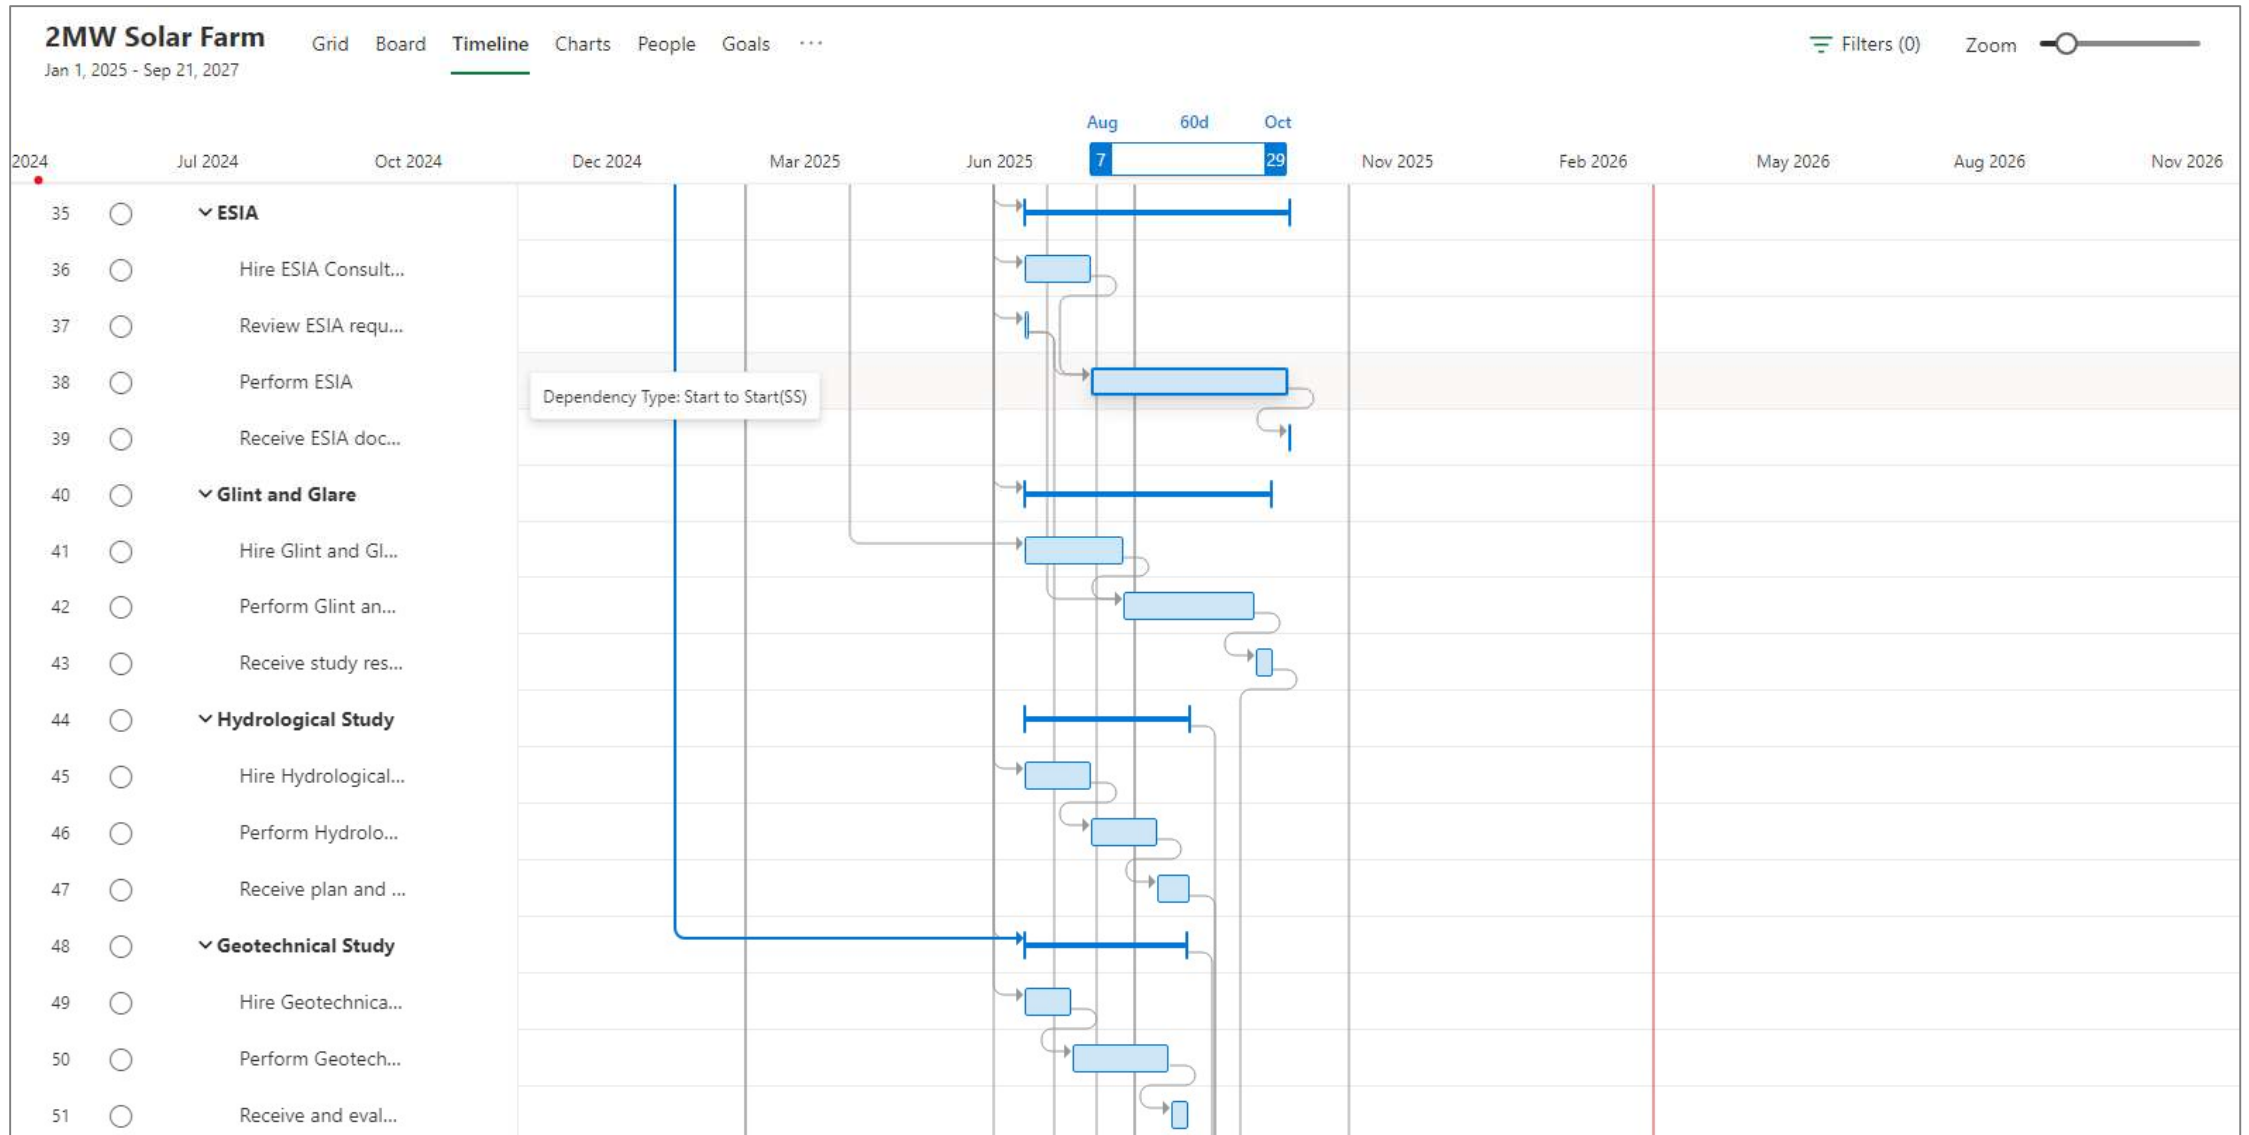 2MW Solar Farm
Jan 1, 2025 - Sep 21, 2027
Grid Board Timeline Charts People Goals ···
Filters (0) Zoom
Aug 60d Oct
2024 Jul 2024 Oct 2024 Dec 2024 Mar 2025 Jun 2025 7 29 Nov 2025 Feb 2026 May 2026 Aug 2026 Nov 2026
35 ESIA
36 Hire ESIA Consult...
37 Review ESIA requ...
38 Perform ESIA
Dependency Type: Start to Start(SS)
39 Receive ESIA doc...
40 Glint and Glare
41 Hire Glint and Gl...
42 Perform Glint an...
43 Receive study res...
44 Hydrological Study
45 Hire Hydrological...
46 Perform Hydrolo...
47 Receive plan and ...
48 Geotechnical Study
49 Hire Geotechnica...
50 Perform Geotech...
51 Receive and eval...